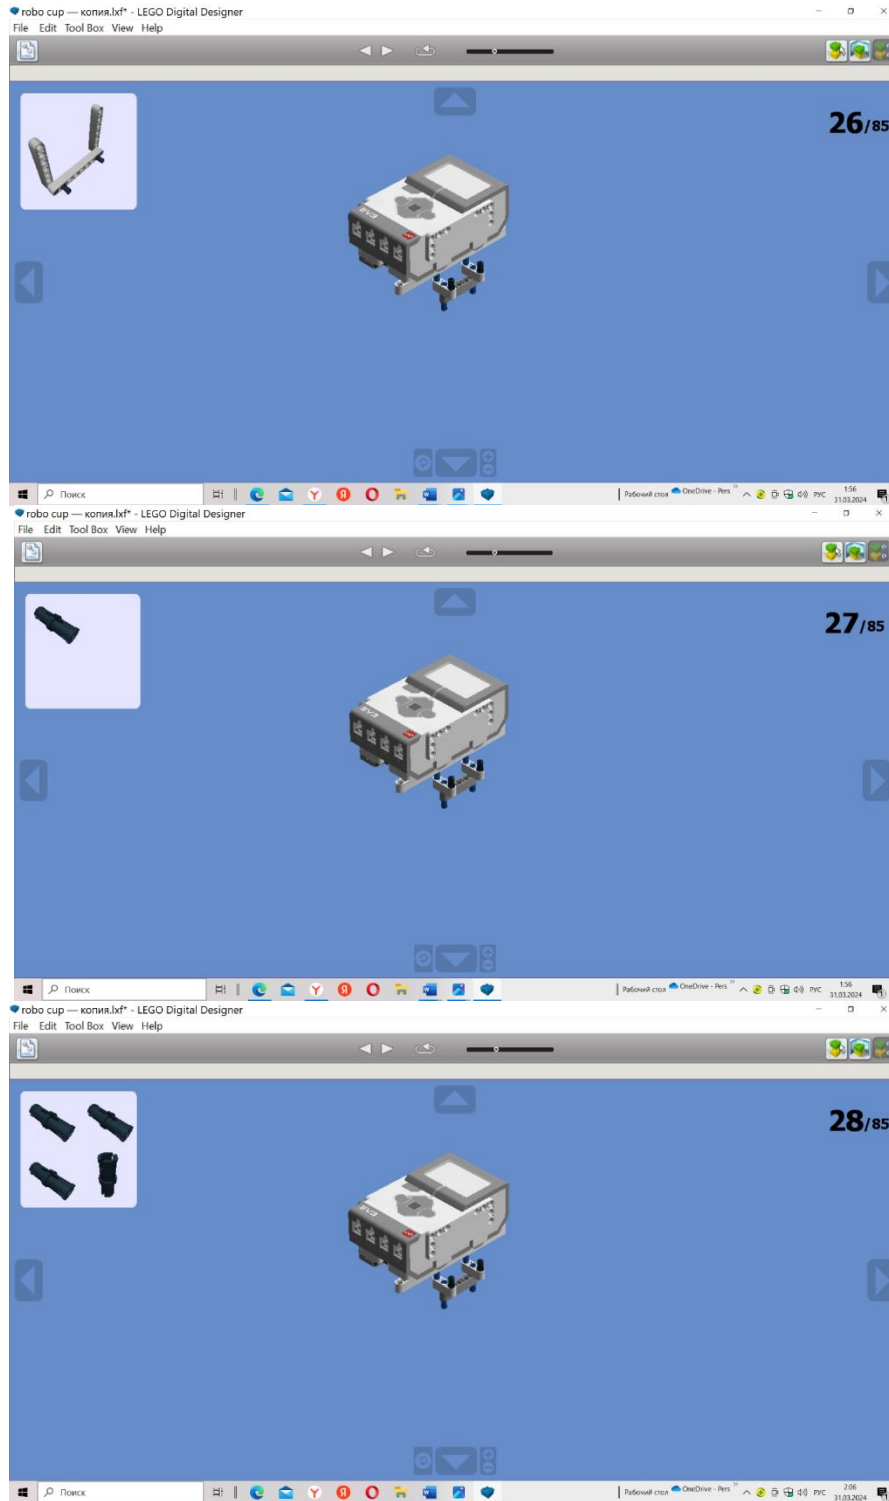 robo cup — копия.lxf* - LEGO Digital Designer
File Edit Tool Box View Help
26/85
EV3
Поиск
Рабочий стол OneDrive - Pers РУС 1:56
31.03.2024
robo cup — копия.lxf* - LEGO Digital Designer
File Edit Tool Box View Help
27/85
EV3
Поиск
Рабочий стол OneDrive - Pers РУС 1:56
31.03.2024
robo cup — копия.lxf* - LEGO Digital Designer
File Edit Tool Box View Help
28/85
EV3
Поиск
Рабочий стол OneDrive - Pers РУС 2:06
31.03.2024